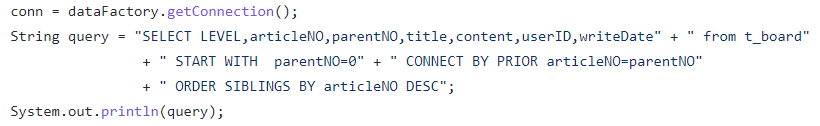 conn = dataFactory.getConnection();
String query = "SELECT LEVEL,articleNO,parentNO,title,content,userID,writeDate" + " from t_board"
+ " START WITH  parentNO=0" + " CONNECT BY PRIOR articleNO=parentNO"
+ " ORDER SIBLINGS BY articleNO DESC";
System.out.println(query);